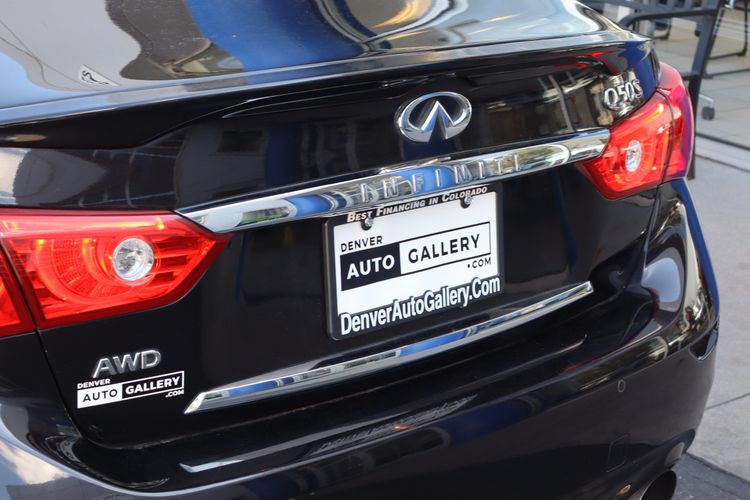 Q50S
INFINITI
BEST FINANCING IN COLORADO
DENVER
AUTO GALLERY
.COM
DenverAutoGallery.Com
AWD
DENVER
AUTO GALLERY
.COM